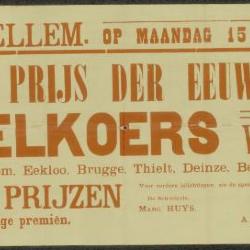 ELLEM. OP MAANDAG 15
PRIJS DER EEUW
ELKOERS
om, Eekloo, Brugge, Thielt, Deinze, Be
PRIJZEN
ge premiën.
Voor verdere inlichtingen, zie de
De Schrijver,
Marc. HUYS.
A